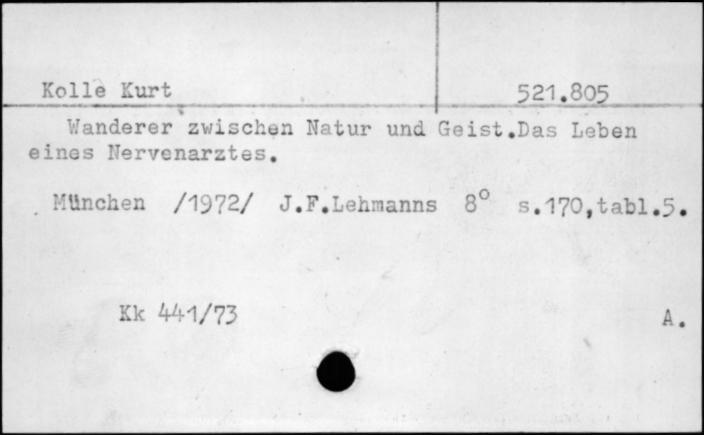 Kolle Kurt 521.805
Wanderer zwischen Natur und Geist.Das Leben
eines Nervenarztes.
München /1972/ J.F.Lehmanns 8° s.170,tabl.5.
Kk 441/73 A.